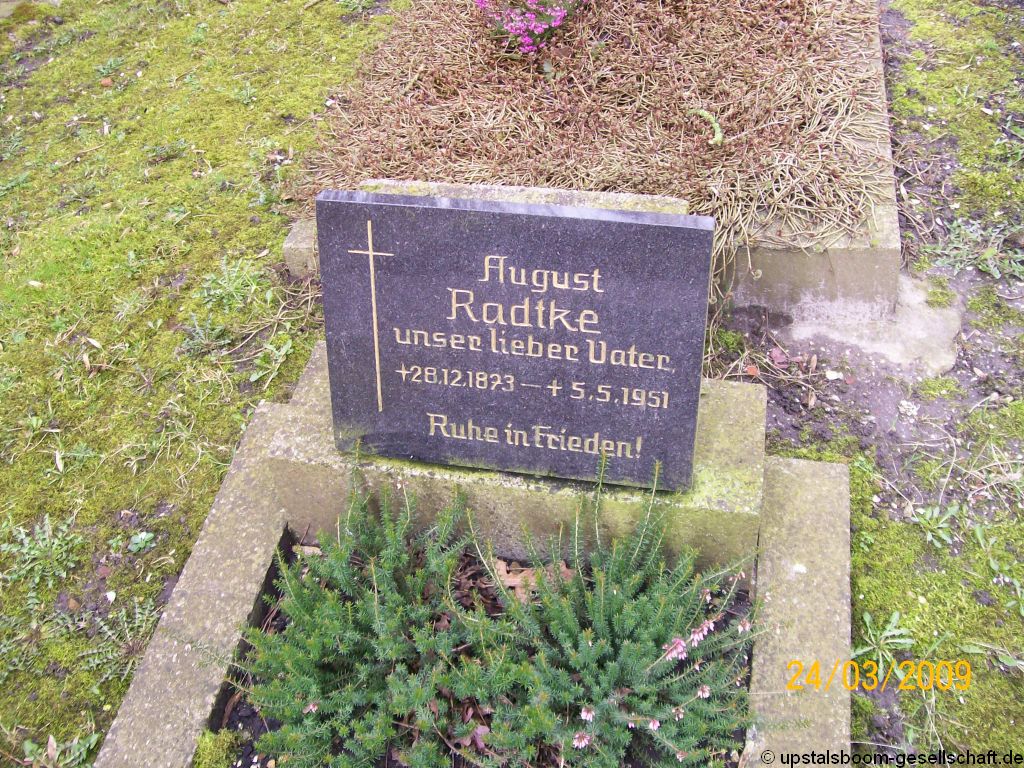 August
Radtke
unser lieber Vater,
+28.12.1873 — +5.5.1951
Ruhe in Frieden!
24/03/2009
© upstalsboom-gesellschaft.de